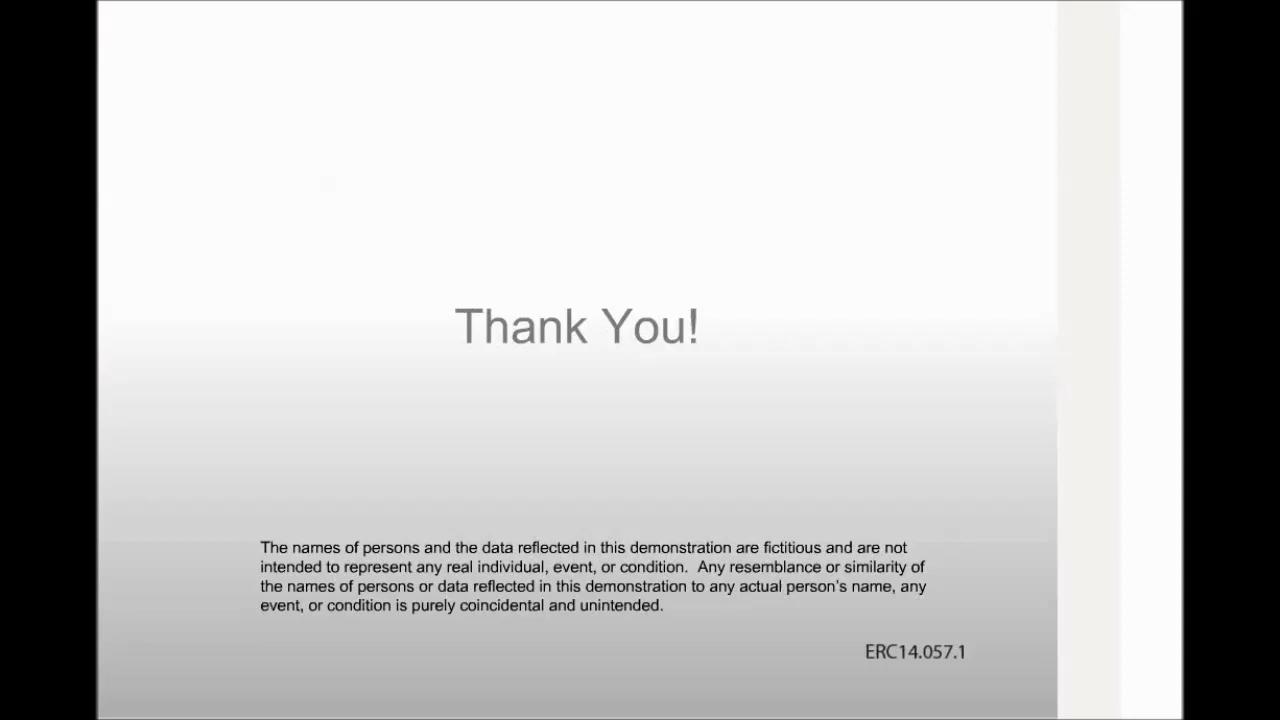 Thank You!
The names of persons and the data reflected in this demonstration are fictitious and are not
intended to represent any real individual, event, or condition.  Any resemblance or similarity of
the names of persons or data reflected in this demonstration to any actual person’s name, any
event, or condition is purely coincidental and unintended.
ERC14.057.1